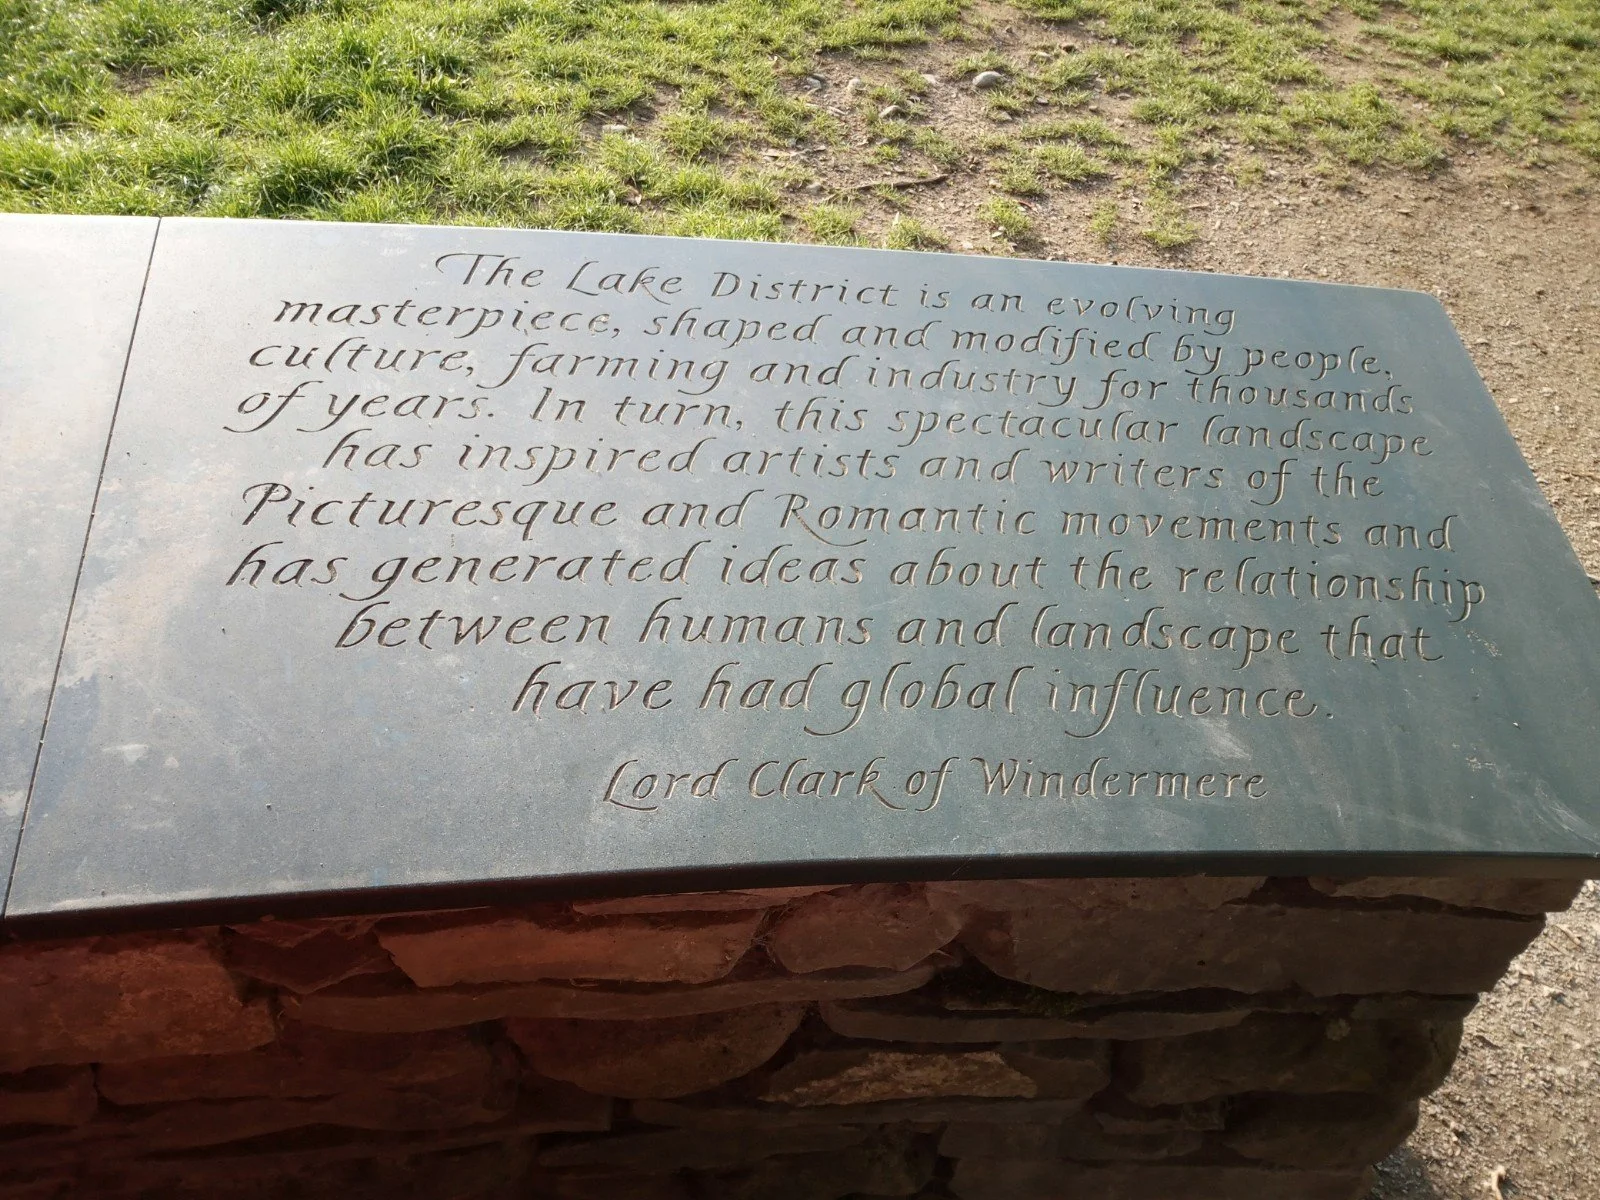 The Lake District is an evolving
masterpiece, shaped and modified by people,
culture, farming and industry for thousands
of years. In turn, this spectacular landscape
has inspired artists and writers of the
Picturesque and Romantic movements and
has generated ideas about the relationship
between humans and landscape that
have had global influence.
Lord Clark of Windermere